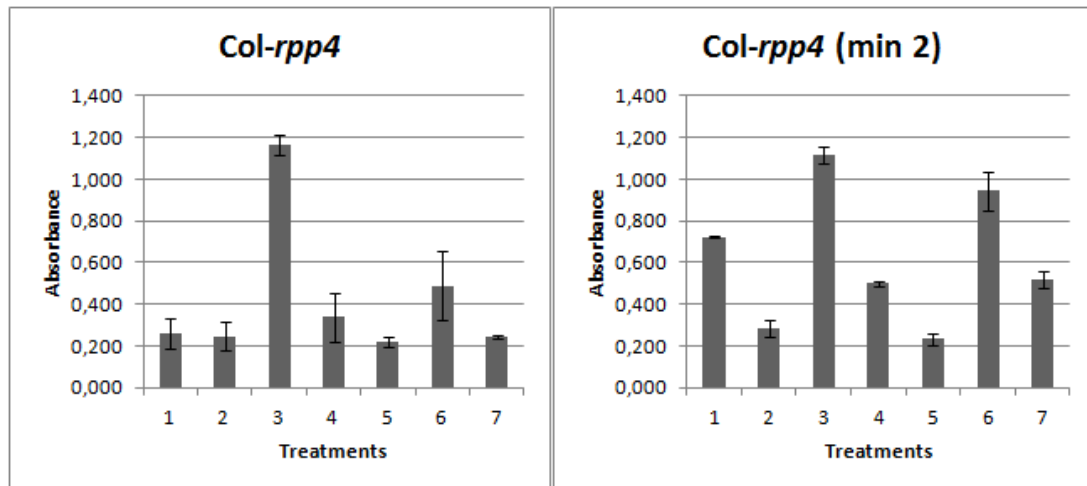 Col-rpp4
1,400
1,200
1,000
0,800
0,600
0,400
0,200
0,000
Absorbance
1 2 3 4 5 6 7
Treatments
Col-rpp4 (min 2)
1,400
1,200
1,000
0,800
0,600
0,400
0,200
0,000
Absorbance
1 2 3 4 5 6 7
Treatments